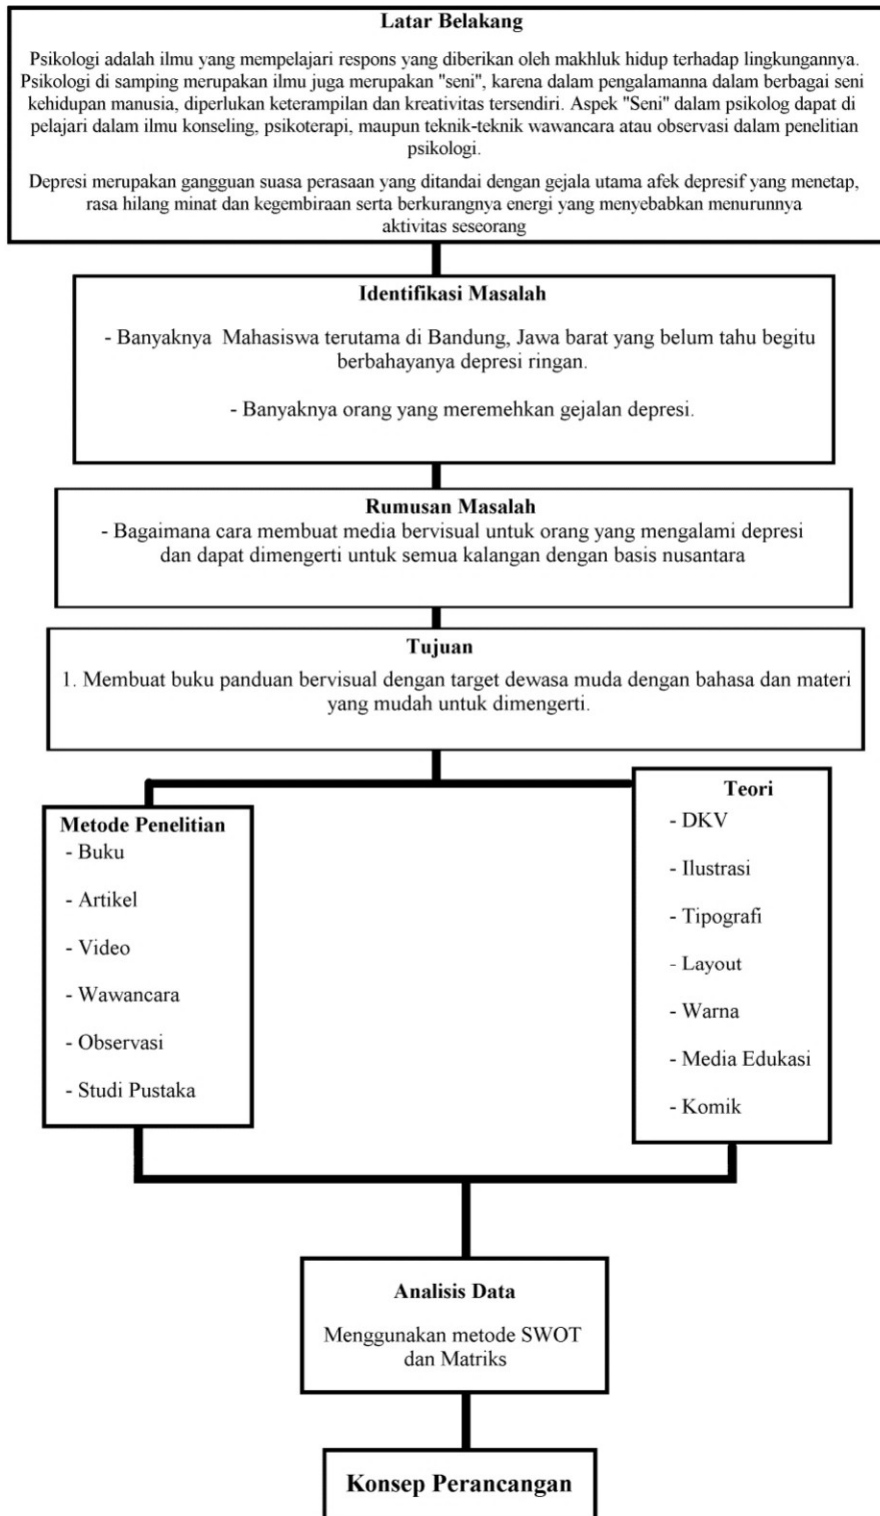 Latar Belakang
Psikologi adalah ilmu yang mempelajari respons yang diberikan oleh makhluk hidup terhadap lingkungannya.
Psikologi di samping merupakan ilmu juga merupakan "seni", karena dalam pengalamanna dalam berbagai seni
kehidupan manusia, diperlukan keterampilan dan kreativitas tersendiri. Aspek "Seni" dalam psikolog dapat di
pelajari dalam ilmu konseling, psikoterapi, maupun teknik-teknik wawancara atau observasi dalam penelitian
psikologi.
Depresi merupakan gangguan suasa perasaan yang ditandai dengan gejala utama afek depresif yang menetap,
rasa hilang minat dan kegembiraan serta berkurangnya energi yang menyebabkan menurunnya
aktivitas seseorang
Identifikasi Masalah
- Banyaknya Mahasiswa terutama di Bandung, Jawa barat yang belum tahu begitu
berbahayanya depresi ringan.
- Banyaknya orang yang meremehkan gejalan depresi.
Rumusan Masalah
- Bagaimana cara membuat media bervisual untuk orang yang mengalami depresi
dan dapat dimengerti untuk semua kalangan dengan basis nusantara
Tujuan
1. Membuat buku panduan bervisual dengan target dewasa muda dengan bahasa dan materi
yang mudah untuk dimengerti.
Metode Penelitian
- Buku
- Artikel
- Video
- Wawancara
- Observasi
- Studi Pustaka
Teori
- DKV
- Ilustrasi
- Tipografi
- Layout
- Warna
- Media Edukasi
- Komik
Analisis Data
Menggunakan metode SWOT
dan Matriks
Konsep Perancangan